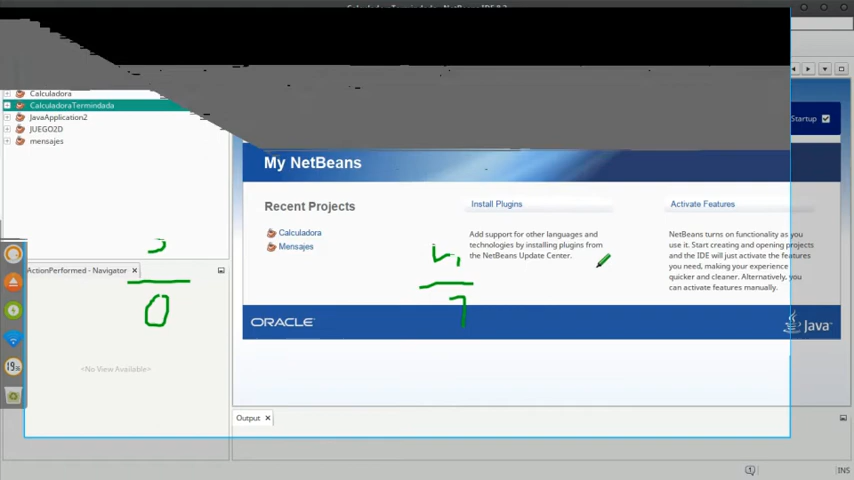 Calculadora
CalculadoraTermindada
JavaApplication2
JUEGO2D
mensajes
Startup
My NetBeans
Recent Projects
Calculadora
Mensajes
Install Plugins
Add support for other languages and
technologies by installing plugins from
the NetBeans Update Center.
Activate Features
NetBeans turns on functionality as you
use it. Start creating and opening projects
and the IDE will just activate the features
you need, making your experience
quicker and cleaner. Alternatively, you
can activate features manually.
ActionPerformed - Navigator
0
7
ORACLE
Java
<No View Available>
Output
INS